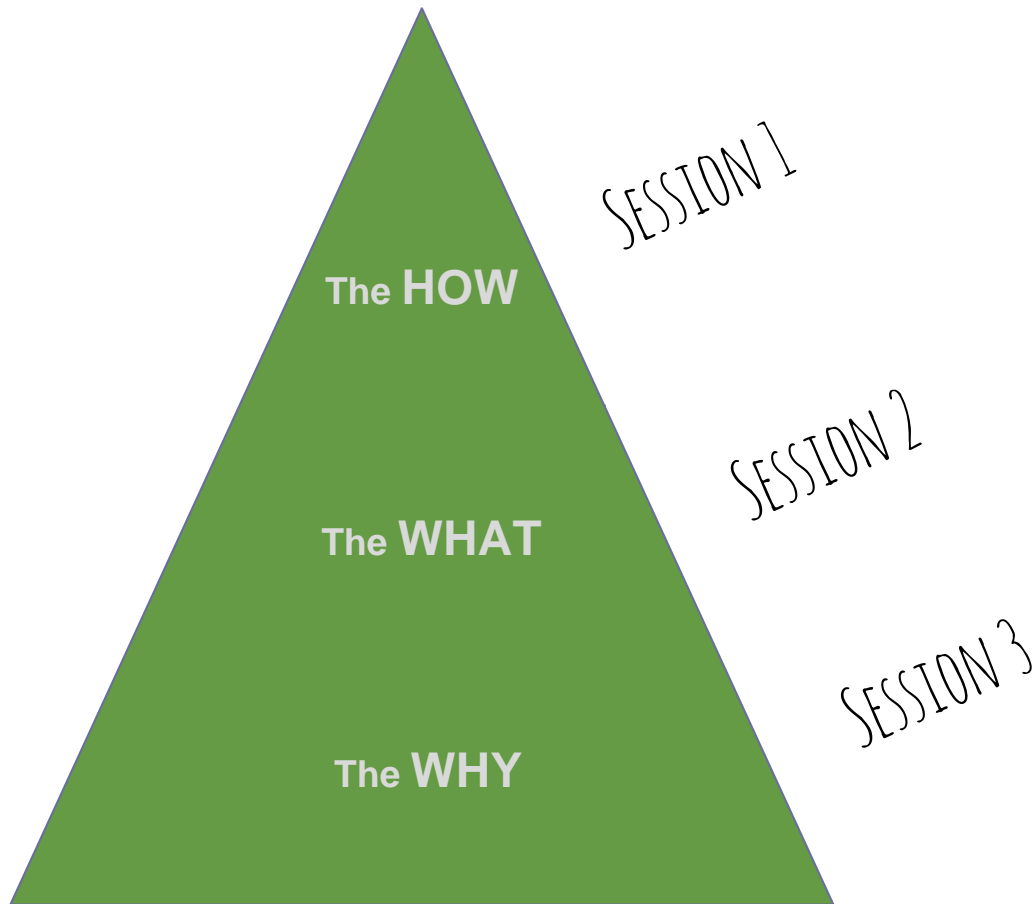 Session 1
The HOW
Session 2
The WHAT
Session 3
The WHY